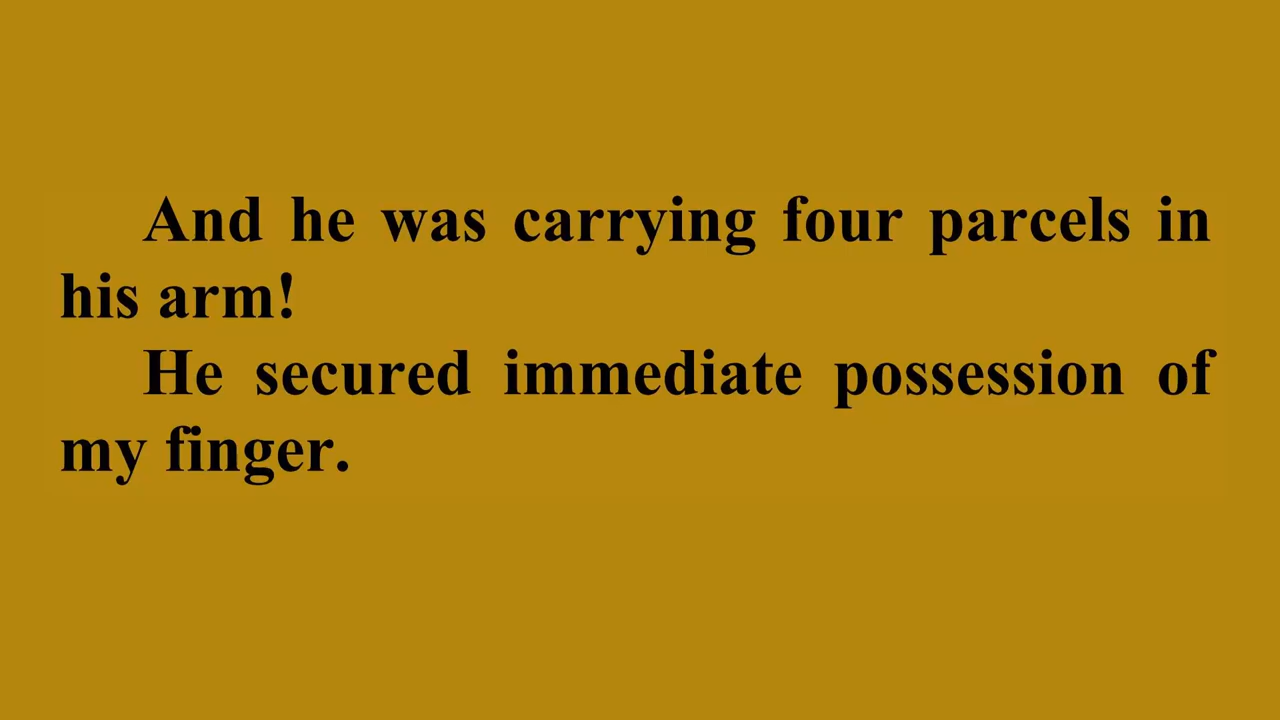 And he was carrying four parcels in
his arm!
He secured immediate possession of
my finger.